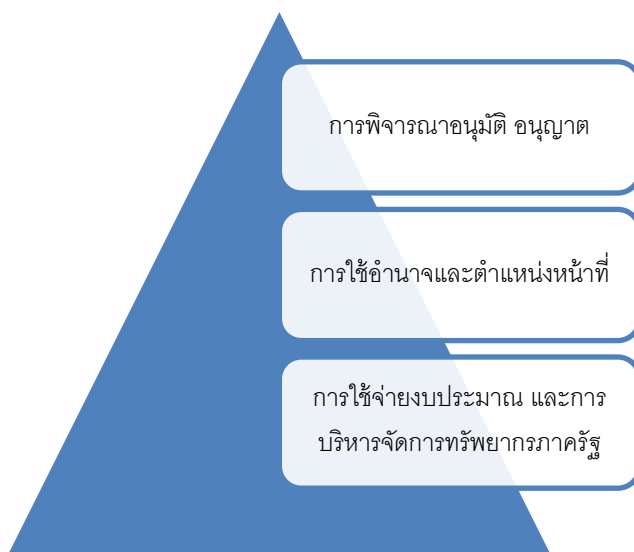 การพิจารณาอนุมัติ อนุญาต
การใช้อำนาจและตำแหน่งหน้าที่
การใช้จ่ายงบประมาณ และการ
บริหารจัดการทรัพยากรภาครัฐ